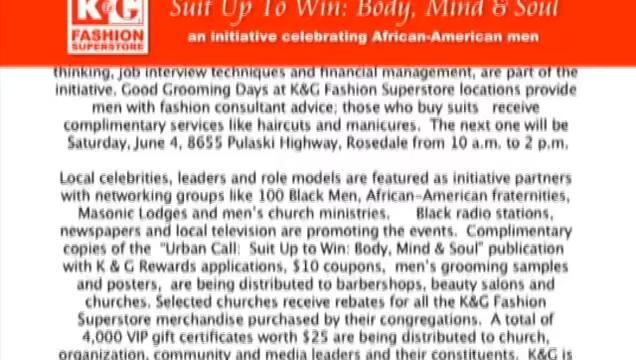 K&G
FASHION
SUPERSTORE
Suit Up To Win: Body, Mind & Soul
an initiative celebrating African-American men
thinking, job interview techniques and financial management, are part of the
initiative. Good Grooming Days at K&G Fashion Superstore locations provide
men with fashion consultant advice; those who buy suits receive
complimentary services like haircuts and manicures. The next one will be
Saturday, June 4, 8655 Pulaski Highway, Rosedale from 10 a.m. to 2 p.m.
Local celebrities, leaders and role models are featured as initiative partners
with networking groups like 100 Black Men, African-American fraternities,
Masonic Lodges and men's church ministries. Black radio stations,
newspapers and local television are promoting the events. Complimentary
copies of the "Urban Call: Suit Up to Win: Body, Mind & Soul" publication
with K & G Rewards applications, $10 coupons, men's grooming samples
and posters, are being distributed to barbershops, beauty salons and
churches. Selected churches receive rebates for all the K&G Fashion
Superstore merchandise purchased by their congregations. A total of
4,000 VIP gift certificates worth $25 are being distributed to church,
organization, community and media leaders and their constituents. K&G is